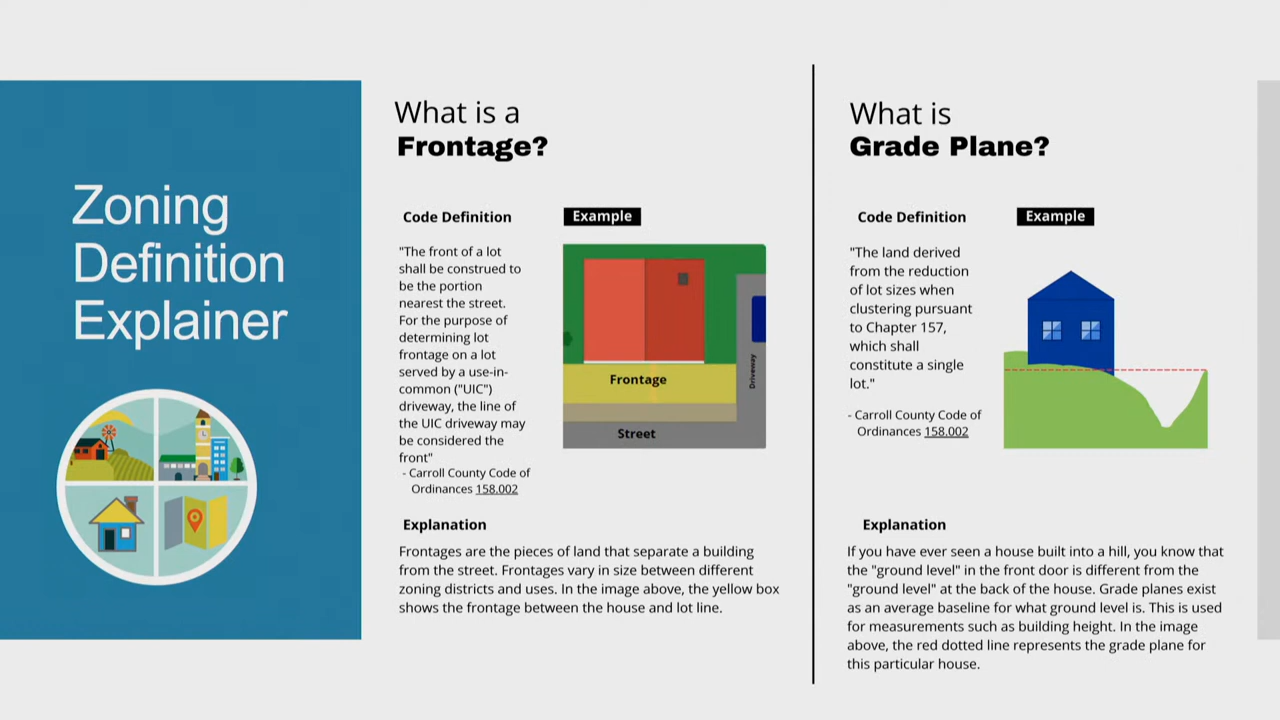 Zoning
Definition
Explainer
What is a
Frontage?
Code Definition
Example
"The front of a lot
shall be construed to
be the portion
nearest the street.
For the purpose of
determining lot
frontage on a lot
served by a use-in-
common ("UIC")
driveway, the line of
the UIC driveway may
be considered the
front"
- Carroll County Code of
Ordinances 158.002
Frontage
Street
Driveway
Explanation
Frontages are the pieces of land that separate a building
from the street. Frontages vary in size between different
zoning districts and uses. In the image above, the yellow box
shows the frontage between the house and lot line.
What is
Grade Plane?
Code Definition
Example
"The land derived
from the reduction
of lot sizes when
clustering pursuant
to Chapter 157,
which shall
constitute a single
lot."
- Carroll County Code of
Ordinances 158.002
Explanation
If you have ever seen a house built into a hill, you know that
the "ground level" in the front door is different from the
"ground level" at the back of the house. Grade planes exist
as an average baseline for what ground level is. This is used
for measurements such as building height. In the image
above, the red dotted line represents the grade plane for
this particular house.